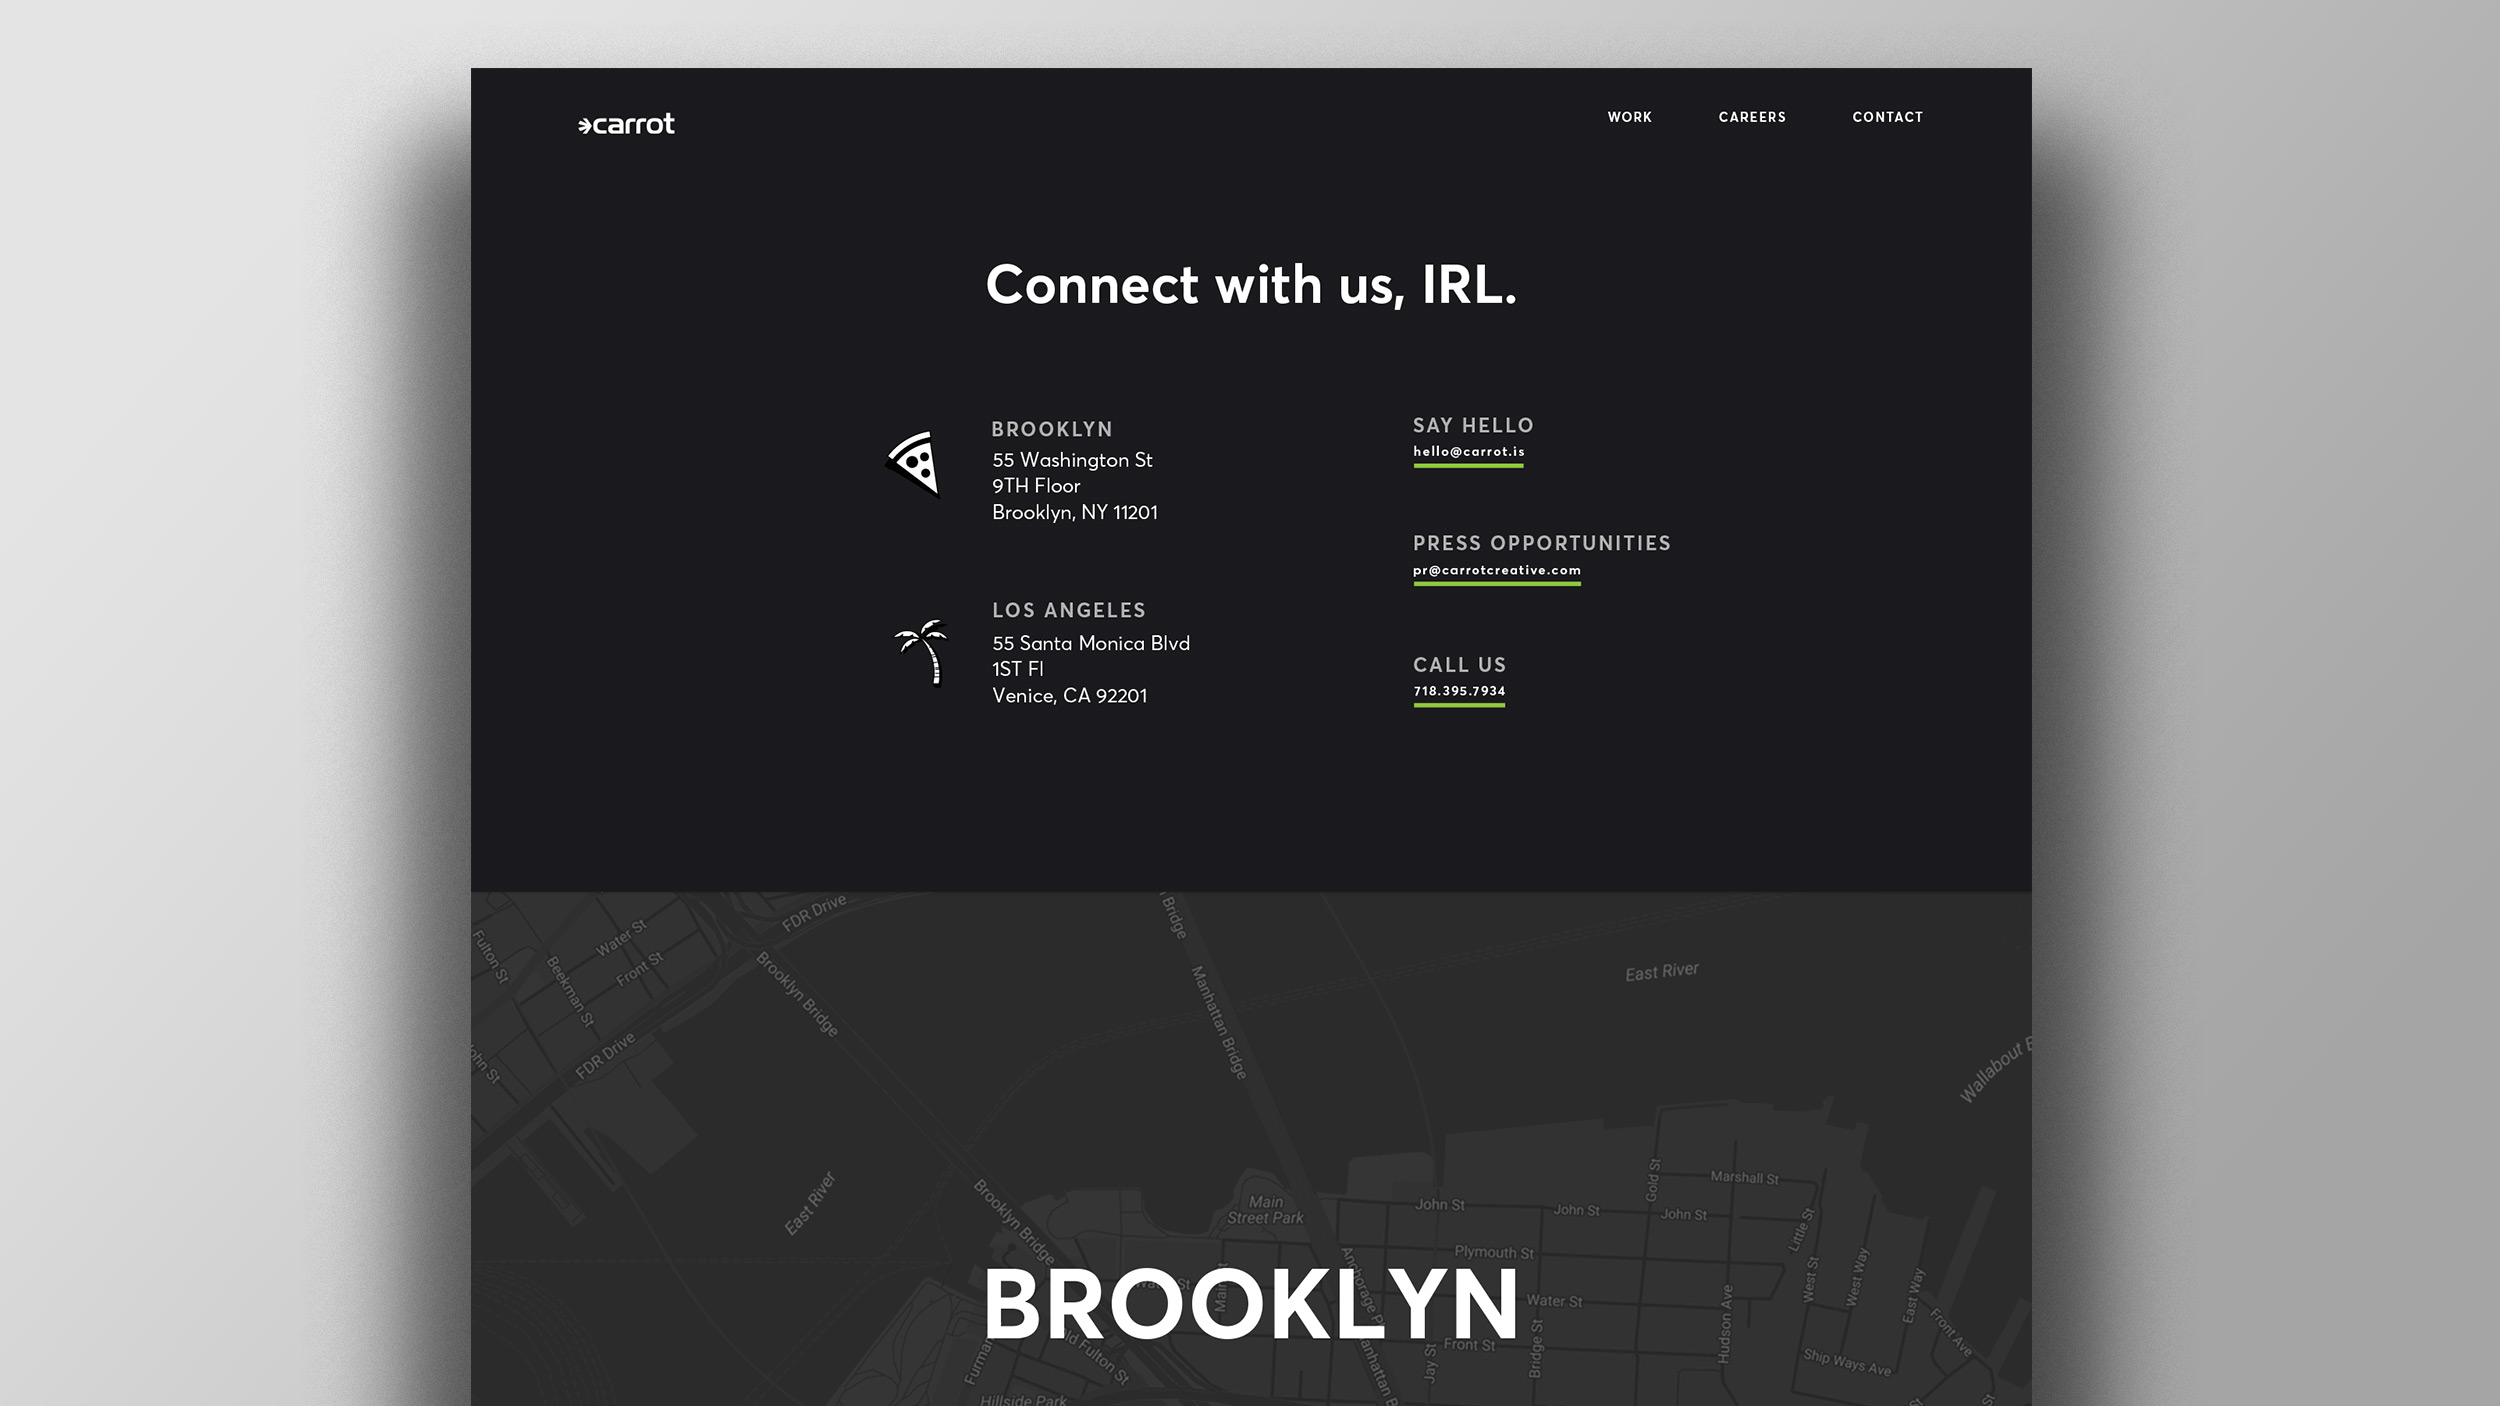 carrot
WORK
CAREERS
CONTACT
Connect with us, IRL.
BROOKLYN
55 Washington St
9TH Floor
Brooklyn, NY 11201
LOS ANGELES
55 Santa Monica Blvd
1ST Fl
Venice, CA 92201
SAY HELLO
hello@carrot.is
PRESS OPPORTUNITIES
pr@carrotcreative.com
CALL US
718.395.7934
FDR Drive
Bridge
Water St
Fulton St
Front St
Beekman St
Brooklyn Bridge
Manhattan Bridge
East River
FDR Drive
John St
Wallabout
East River
Brooklyn Bridge
Main
Street Park
John St
John St
John St
Gold St
Marshall St
Little St
Plymouth St
West St
West Way
East Way
Front Ave
BROOKLYN
Water St
Hudson Ave
Front St
Jay St
Bridge St
Ship Ways Ave
Old Fulton St
Hillside Park